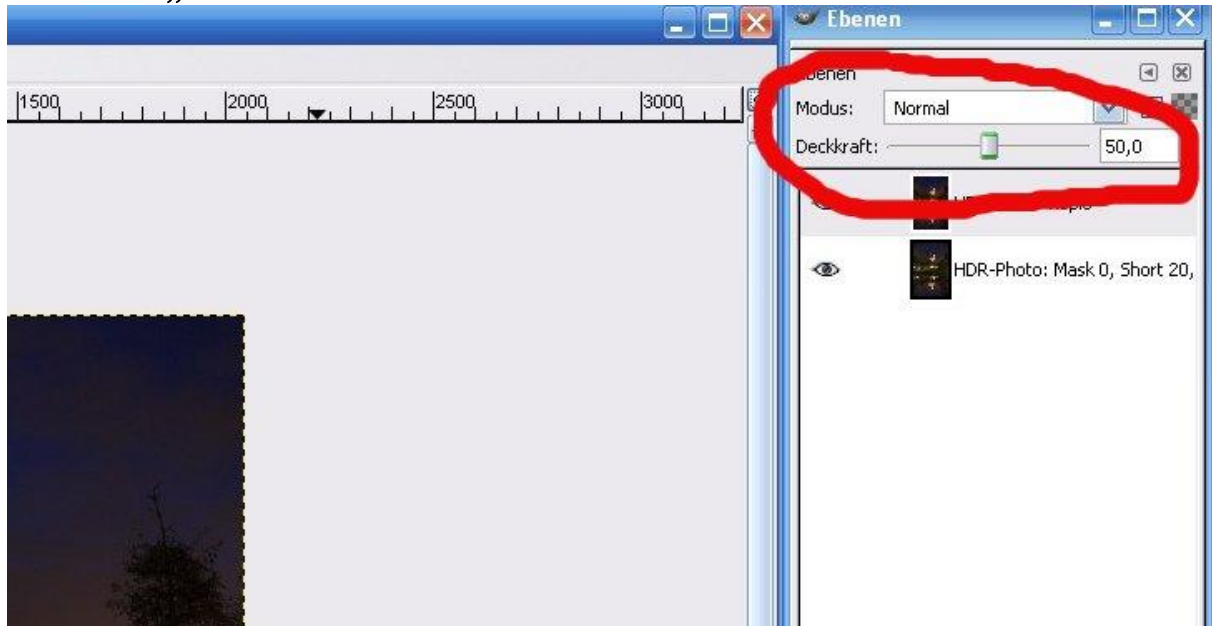 „
1500 2000 2500 3000
Ebenen
Ebenen
Modus: Normal
Deckkraft: 50,0
HDR-Photo: Mask 0, Short 20,